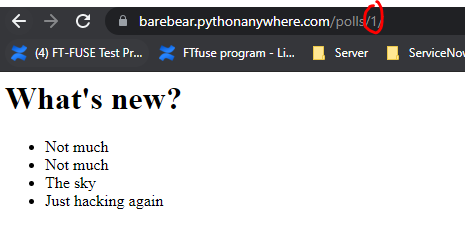 barebear.pythonanywhere.com/polls/1/
(4) FT-FUSE Test Pr... FTfuse program - Li... Server ServiceNow
What's new?
Not much
Not much
The sky
Just hacking again